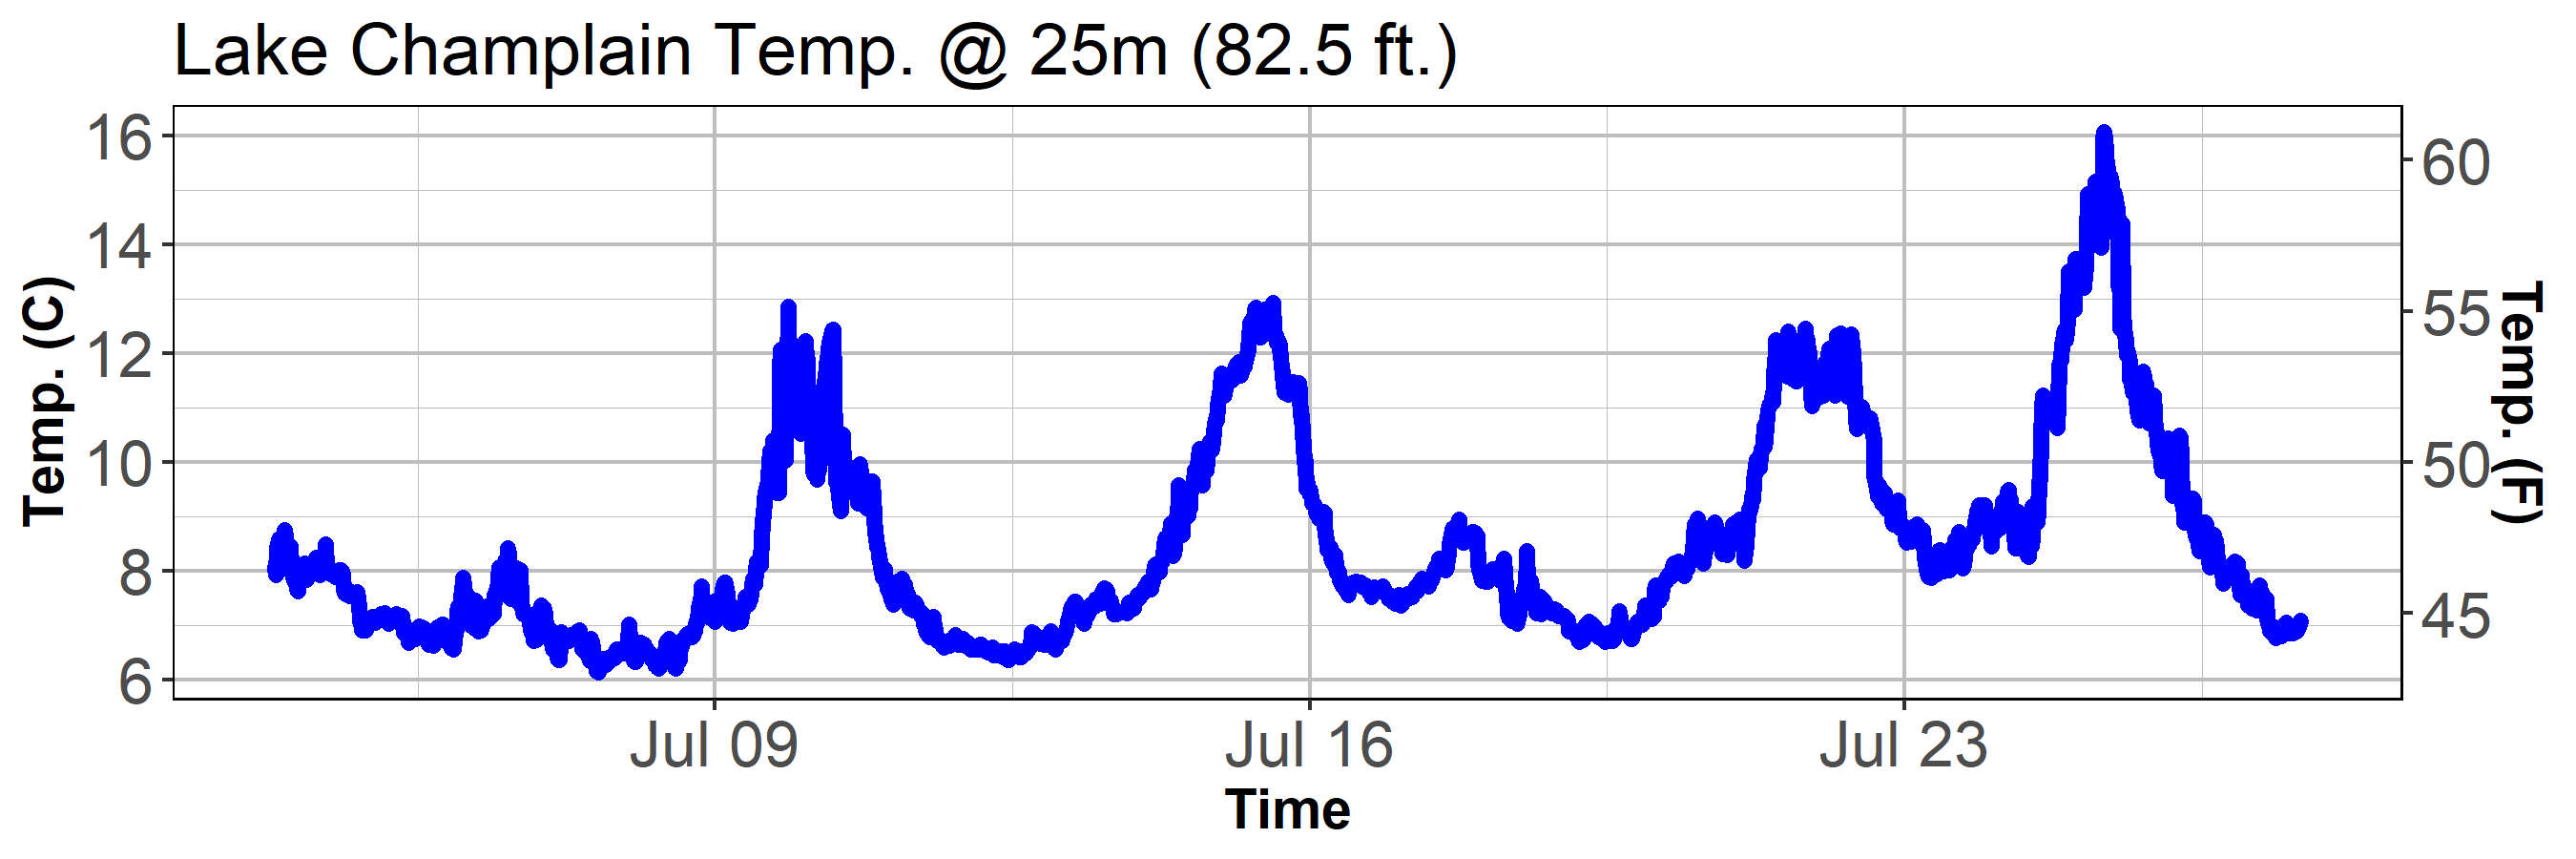 Lake Champlain Temp. @ 25m (82.5 ft.)
Temp. (C)
16
14
12
10
8
6
60
55
50
45
Temp. (F)
Jul 09 Jul 16 Jul 23
Time